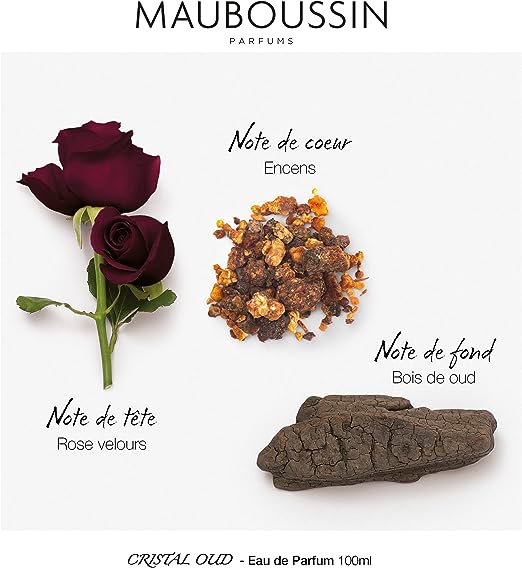 MAUBOUSSIN
PARFUMS
Note de coeur
Encens
Note de fond
Bois de oud
Note de tête
Rose velours
CRISTAL OUD - Eau de Parfum 100ml